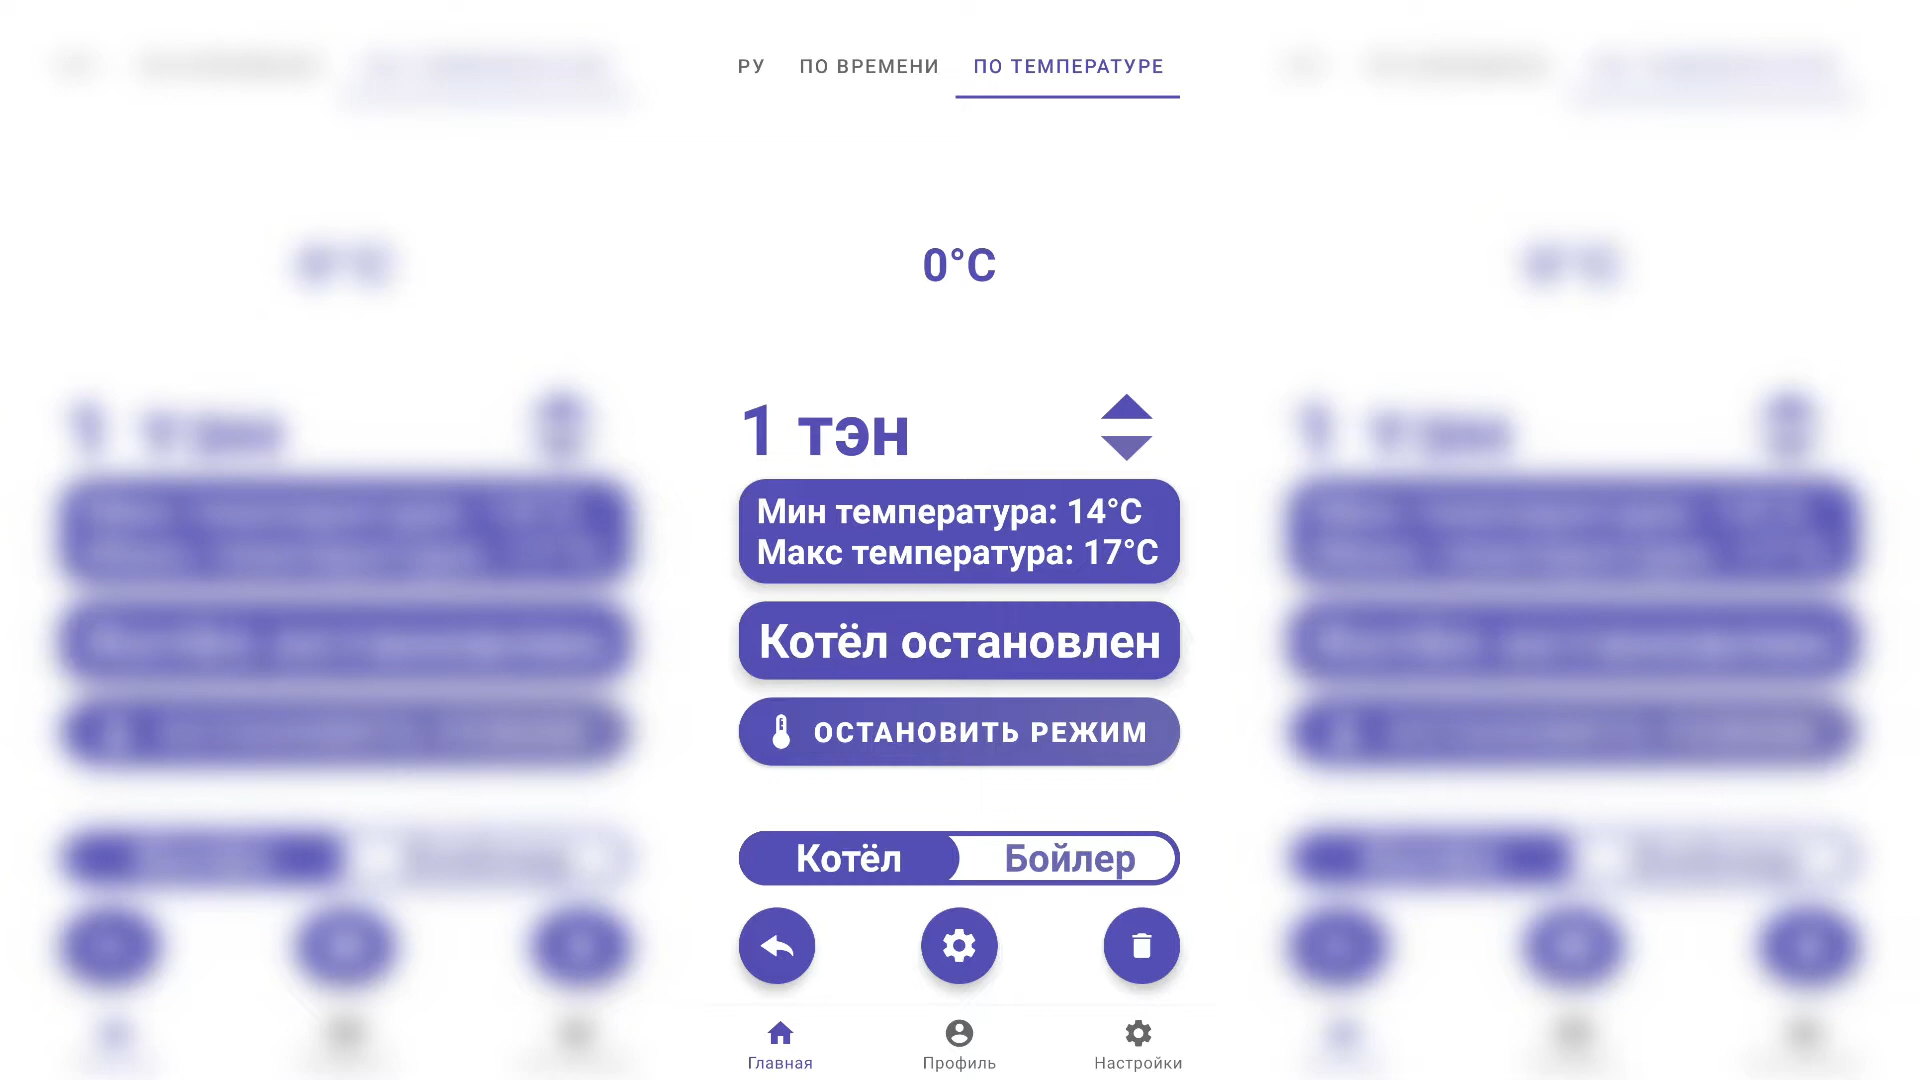 РУ ПО ВРЕМЕНИ ПО ТЕМПЕРАТУРЕ
0°C
1 тэн
Мин температура: 14°C
Макс температура: 17°C
Котёл остановлен
ОСТАНОВИТЬ РЕЖИМ
Котёл Бойлер
Главная Профиль Настройки